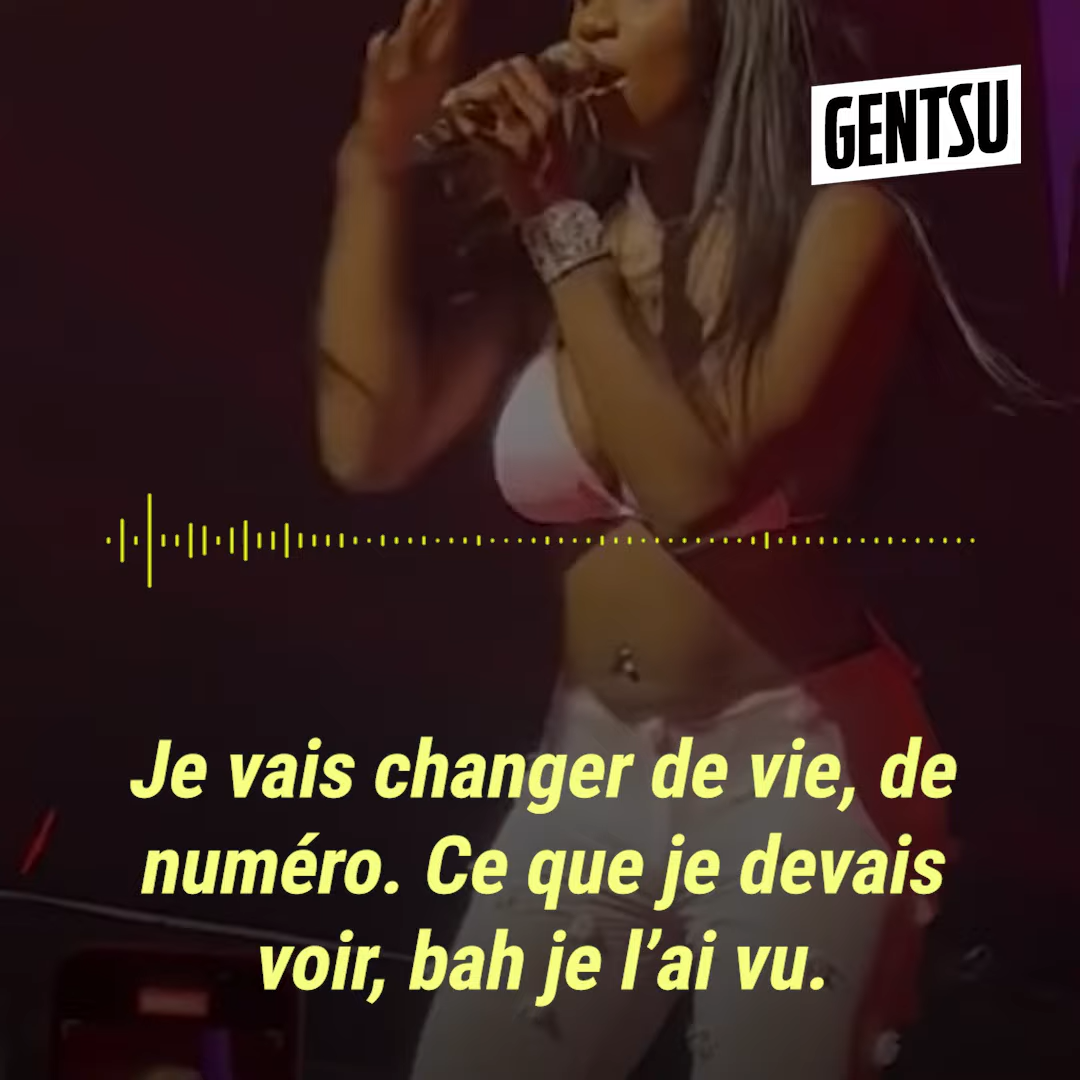 GENTSU
Je vais changer de vie, de
numéro. Ce que je devais
voir, bah je l’ai vu.